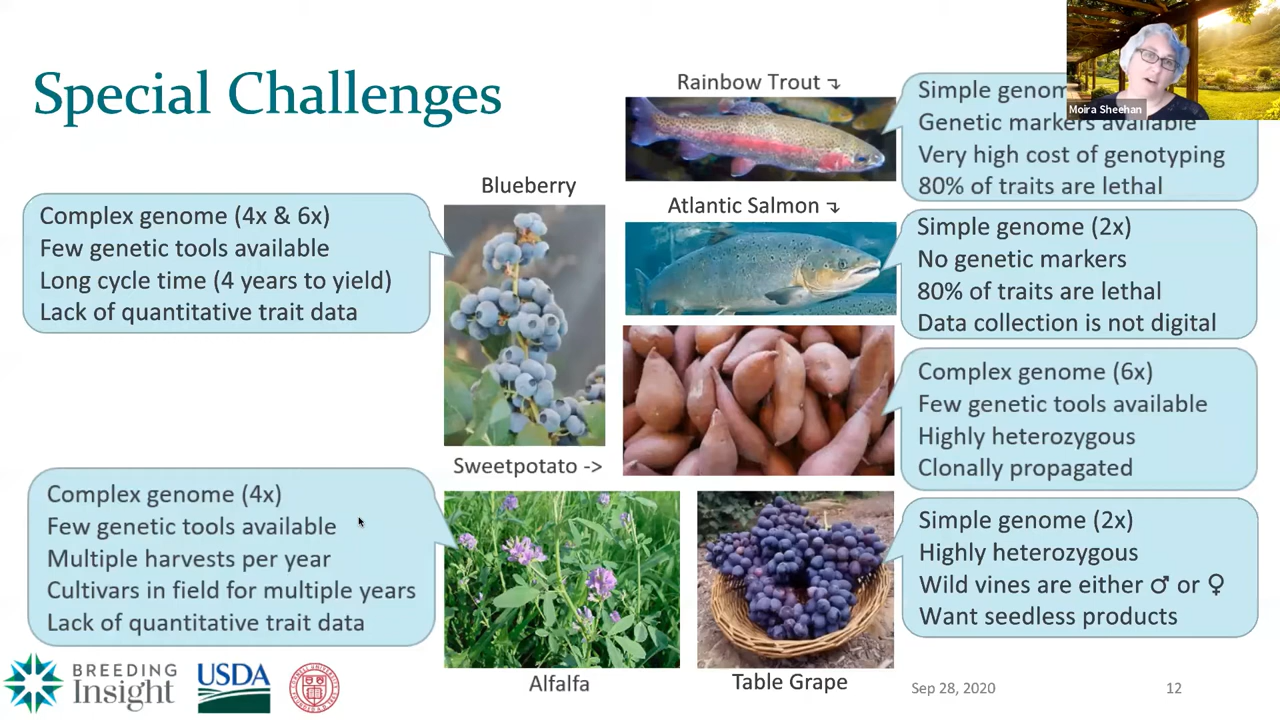 Special Challenges
Rainbow Trout ↴
Simple genom
Genetic markers available
Very high cost of genotyping
80% of traits are lethal
Moira Sheehan
Blueberry
Complex genome (4x & 6x)
Few genetic tools available
Long cycle time (4 years to yield)
Lack of quantitative trait data
Atlantic Salmon ↴
Simple genome (2x)
No genetic markers
80% of traits are lethal
Data collection is not digital
Sweetpotato ->
Complex genome (6x)
Few genetic tools available
Highly heterozygous
Clonally propagated
Complex genome (4x)
Few genetic tools available
Multiple harvests per year
Cultivars in field for multiple years
Lack of quantitative trait data
Alfalfa
Table Grape
Simple genome (2x)
Highly heterozygous
Wild vines are either ♂ or ♀
Want seedless products
BREEDING
Insight
USDA
Sep 28, 2020
12